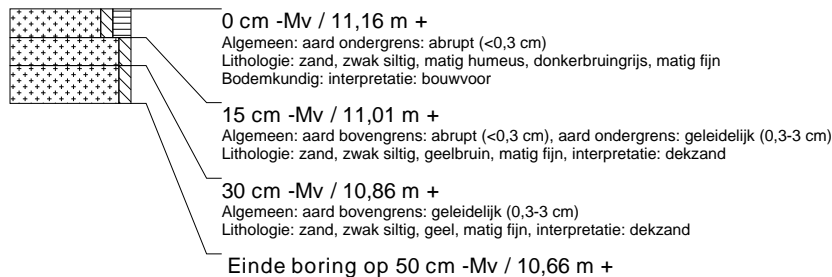 0 cm -Mv / 11,16 m +
Algemeen: aard ondergrens: abrupt (<0,3 cm)
Lithologie: zand, zwak siltig, matig humeus, donkerbruingrijs, matig fijn
Bodemkundig: interpretatie: bouwvoor
15 cm -Mv / 11,01 m +
Algemeen: aard bovengrens: abrupt (<0,3 cm), aard ondergrens: geleidelijk (0,3-3 cm)
Lithologie: zand, zwak siltig, geelbruin, matig fijn, interpretatie: dekzand
30 cm -Mv / 10,86 m +
Algemeen: aard bovengrens: geleidelijk (0,3-3 cm)
Lithologie: zand, zwak siltig, geel, matig fijn, interpretatie: dekzand
Einde boring op 50 cm -Mv / 10,66 m +